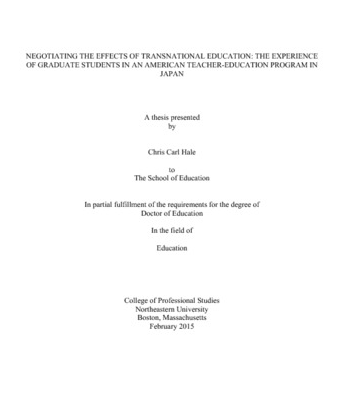 NEGOTIATING THE EFFECTS OF TRANSNATIONAL EDUCATION: THE EXPERIENCE
OF GRADUATE STUDENTS IN AN AMERICAN TEACHER-EDUCATION PROGRAM IN
JAPAN
A thesis presented
by
Chris Carl Hale
to
The School of Education
In partial fulfillment of the requirements for the degree of
Doctor of Education
In the field of
Education
College of Professional Studies
Northeastern University
Boston, Massachusetts
February 2015